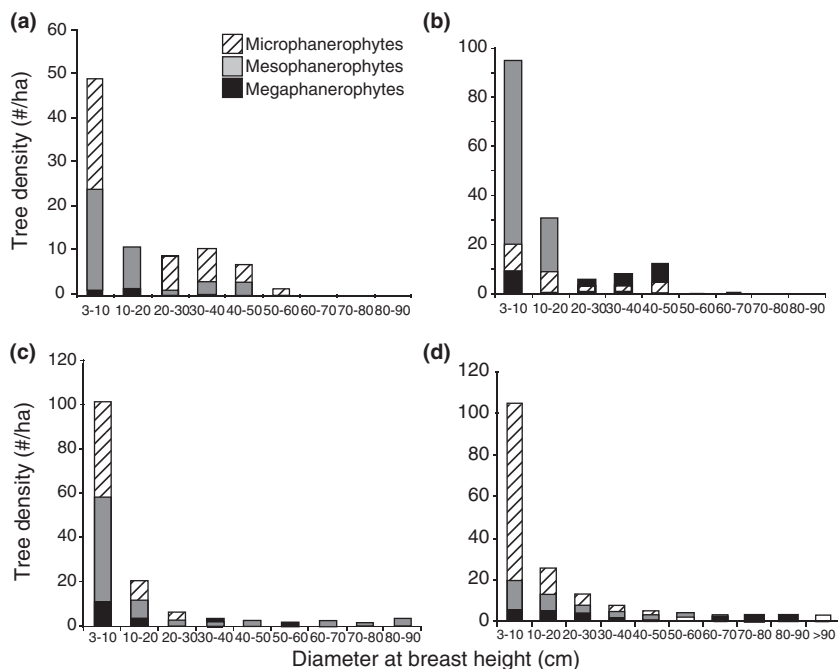 (a)
60
50
40
30
20
10
0
Tree density (#/ha)
Microphanerophytes
Mesophanerophytes
Megaphanerophytes
3-10 10-20 20-30 30-40 40-50 50-60 60-70 70-80 80-90
(b)
100
80
60
40
20
0
3-10 10-20 20-30 30-40 40-50 50-60 60-70 70-80 80-90
(c)
120
100
80
60
40
20
0
Tree density (#/ha)
3-10 10-20 20-30 30-40 40-50 50-60 60-70 70-80 80-90
(d)
120
100
80
60
40
20
0
3-10 10-20 20-30 30-40 40-50 50-60 60-70 70-80 80-90 >90
Diameter at breast height (cm)